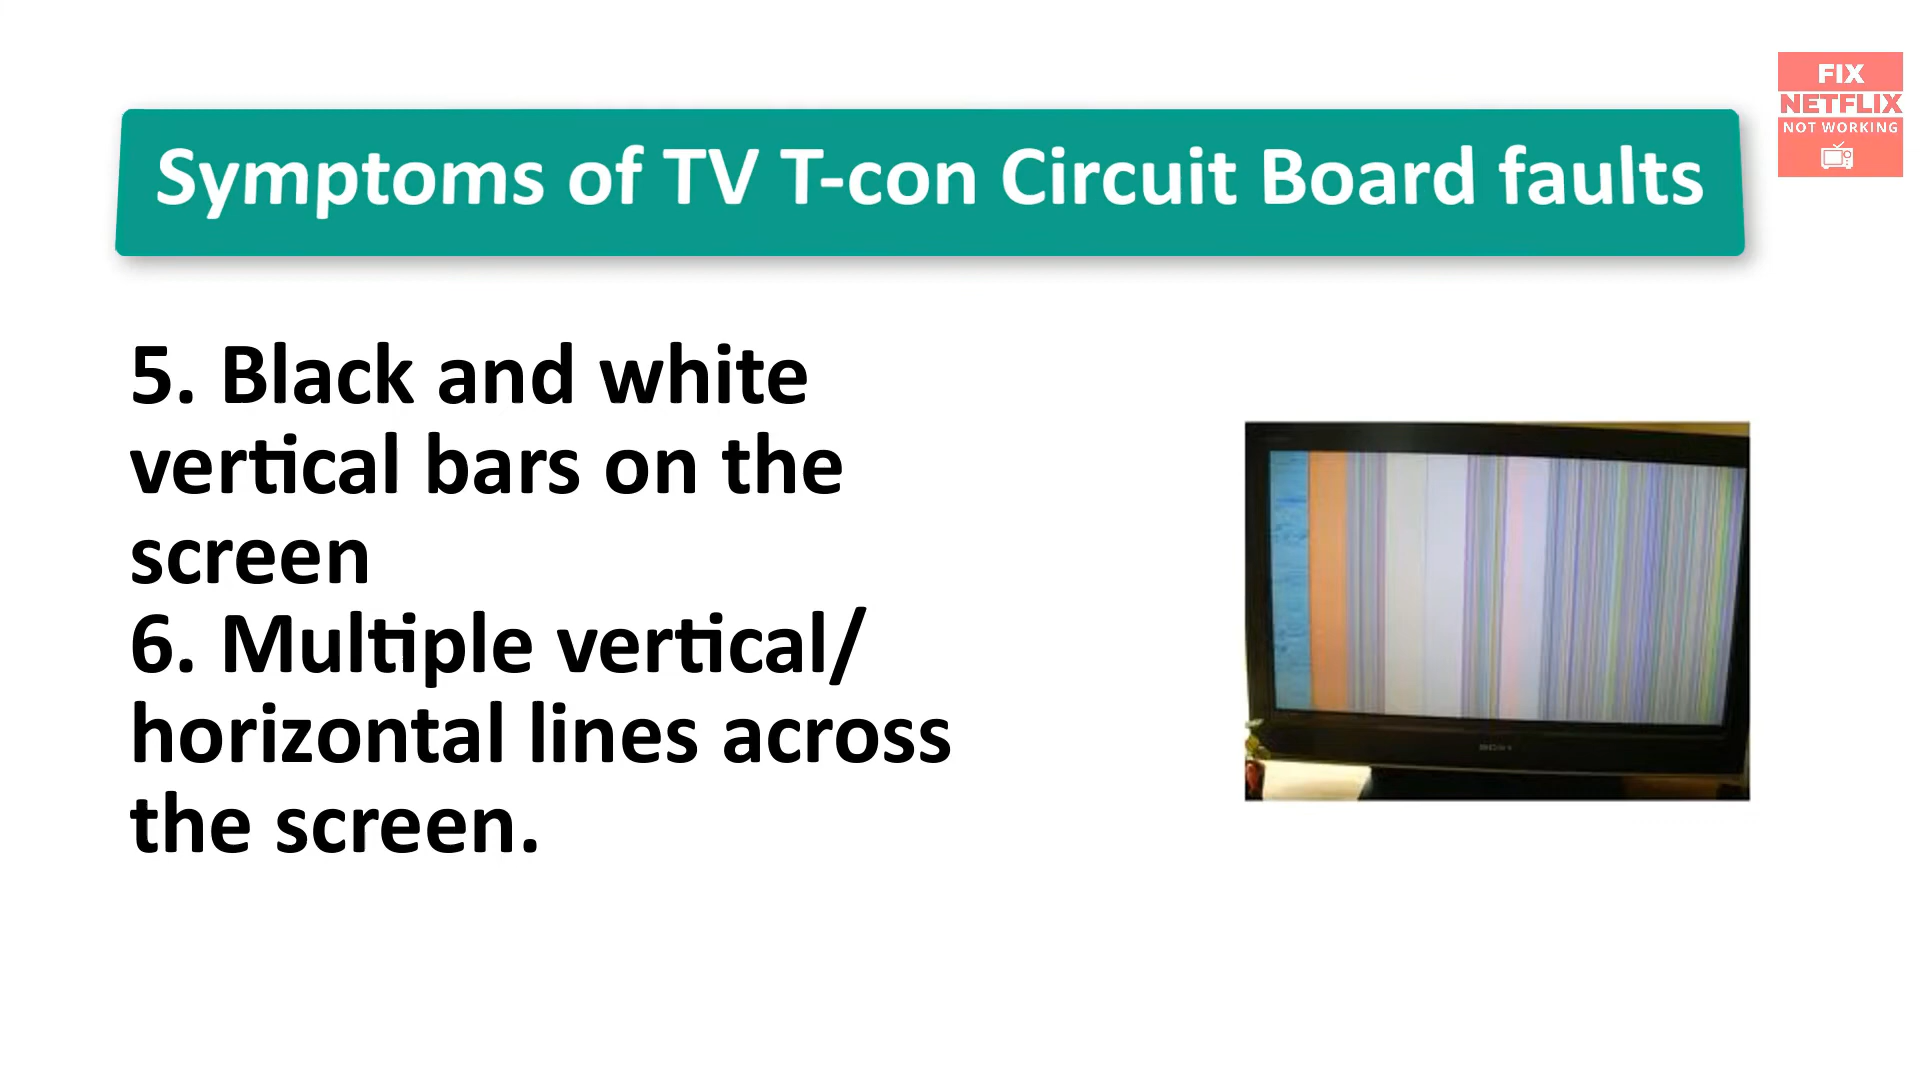 FIX
NETFLIX
NOT WORKING
Symptoms of TV T-con Circuit Board faults
5. Black and white
vertical bars on the
screen
6. Multiple vertical/
horizontal lines across
the screen.
SONY